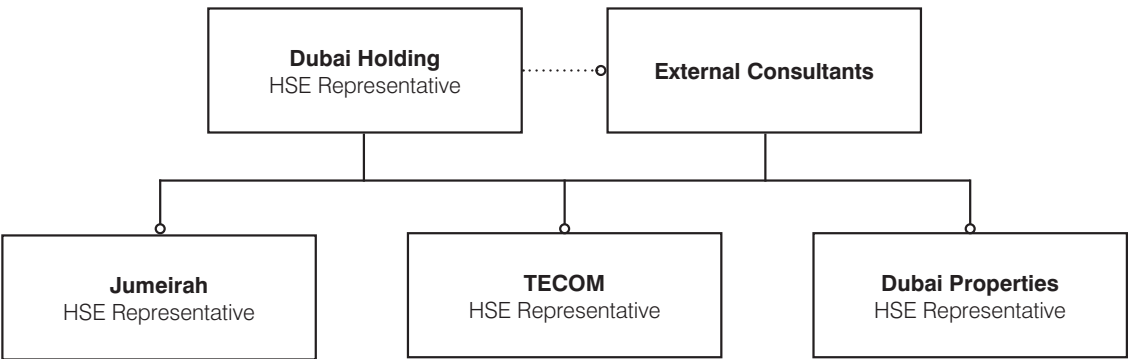 Dubai Holding
HSE Representative
External Consultants
Jumeirah
HSE Representative
TECOM
HSE Representative
Dubai Properties
HSE Representative